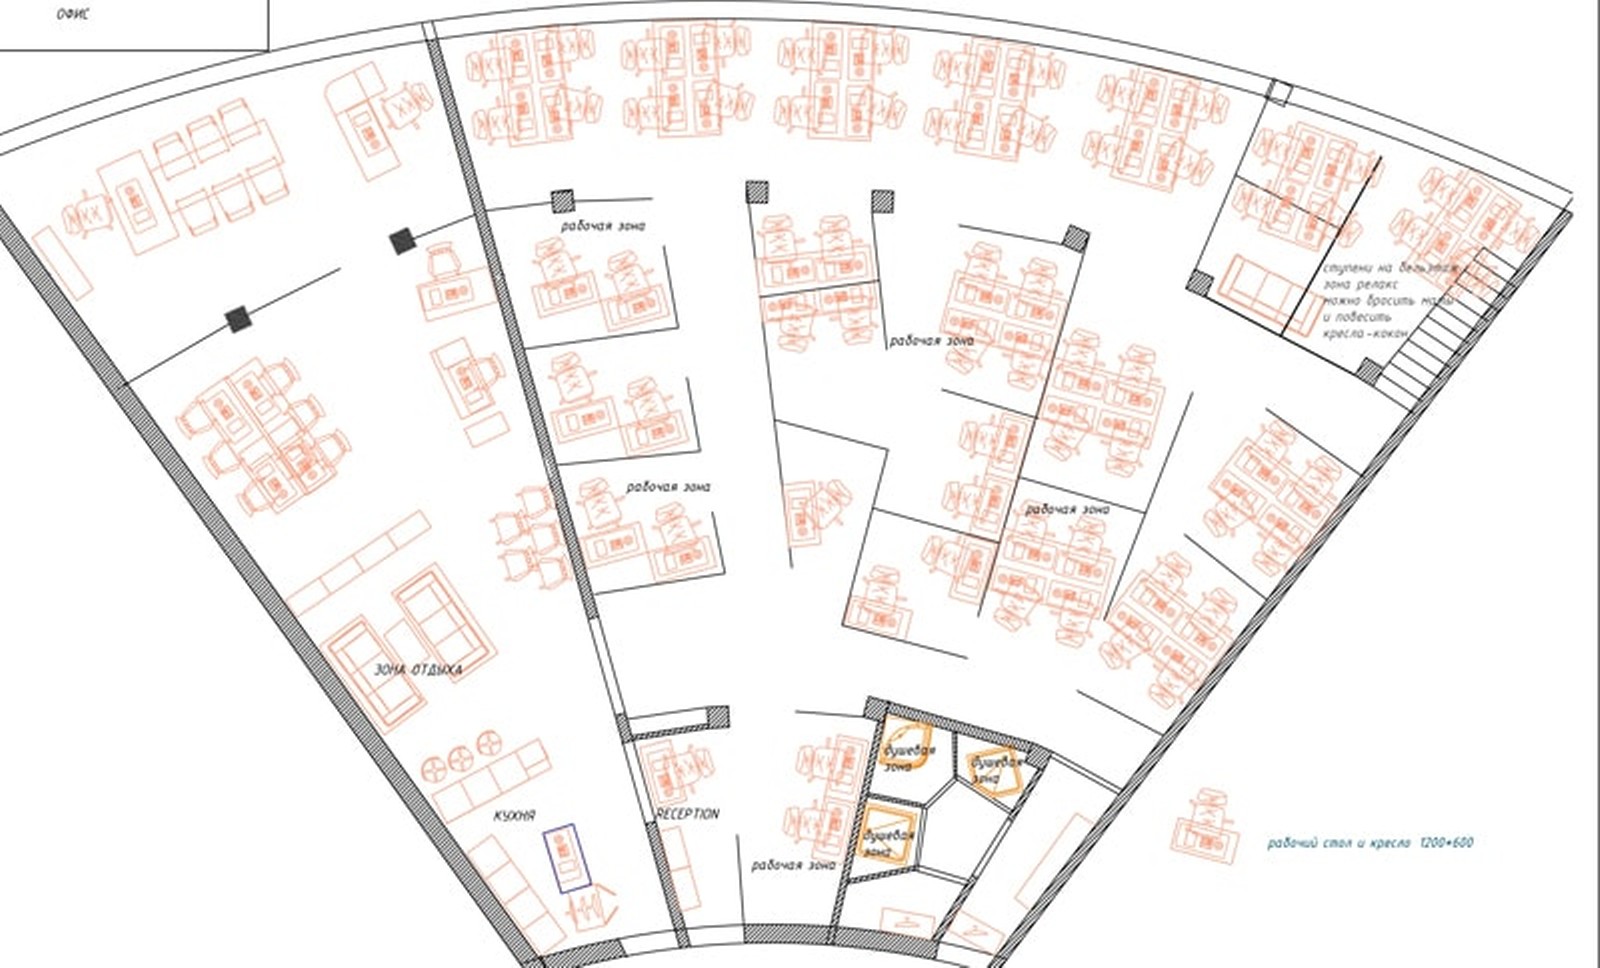 ОФИС
рабочая зона
ступени на бельэтаж
зона релакс
можно бросить маты
и повесить
кресла-кокон
рабочая зона
рабочая зона
рабочая зона
ЗОНА ОТДЫХА
душевая
зона
душевая
зона
КУХНЯ
RECEPTION
душевая
зона
рабочая зона
рабочий стол и кресло 1200*600